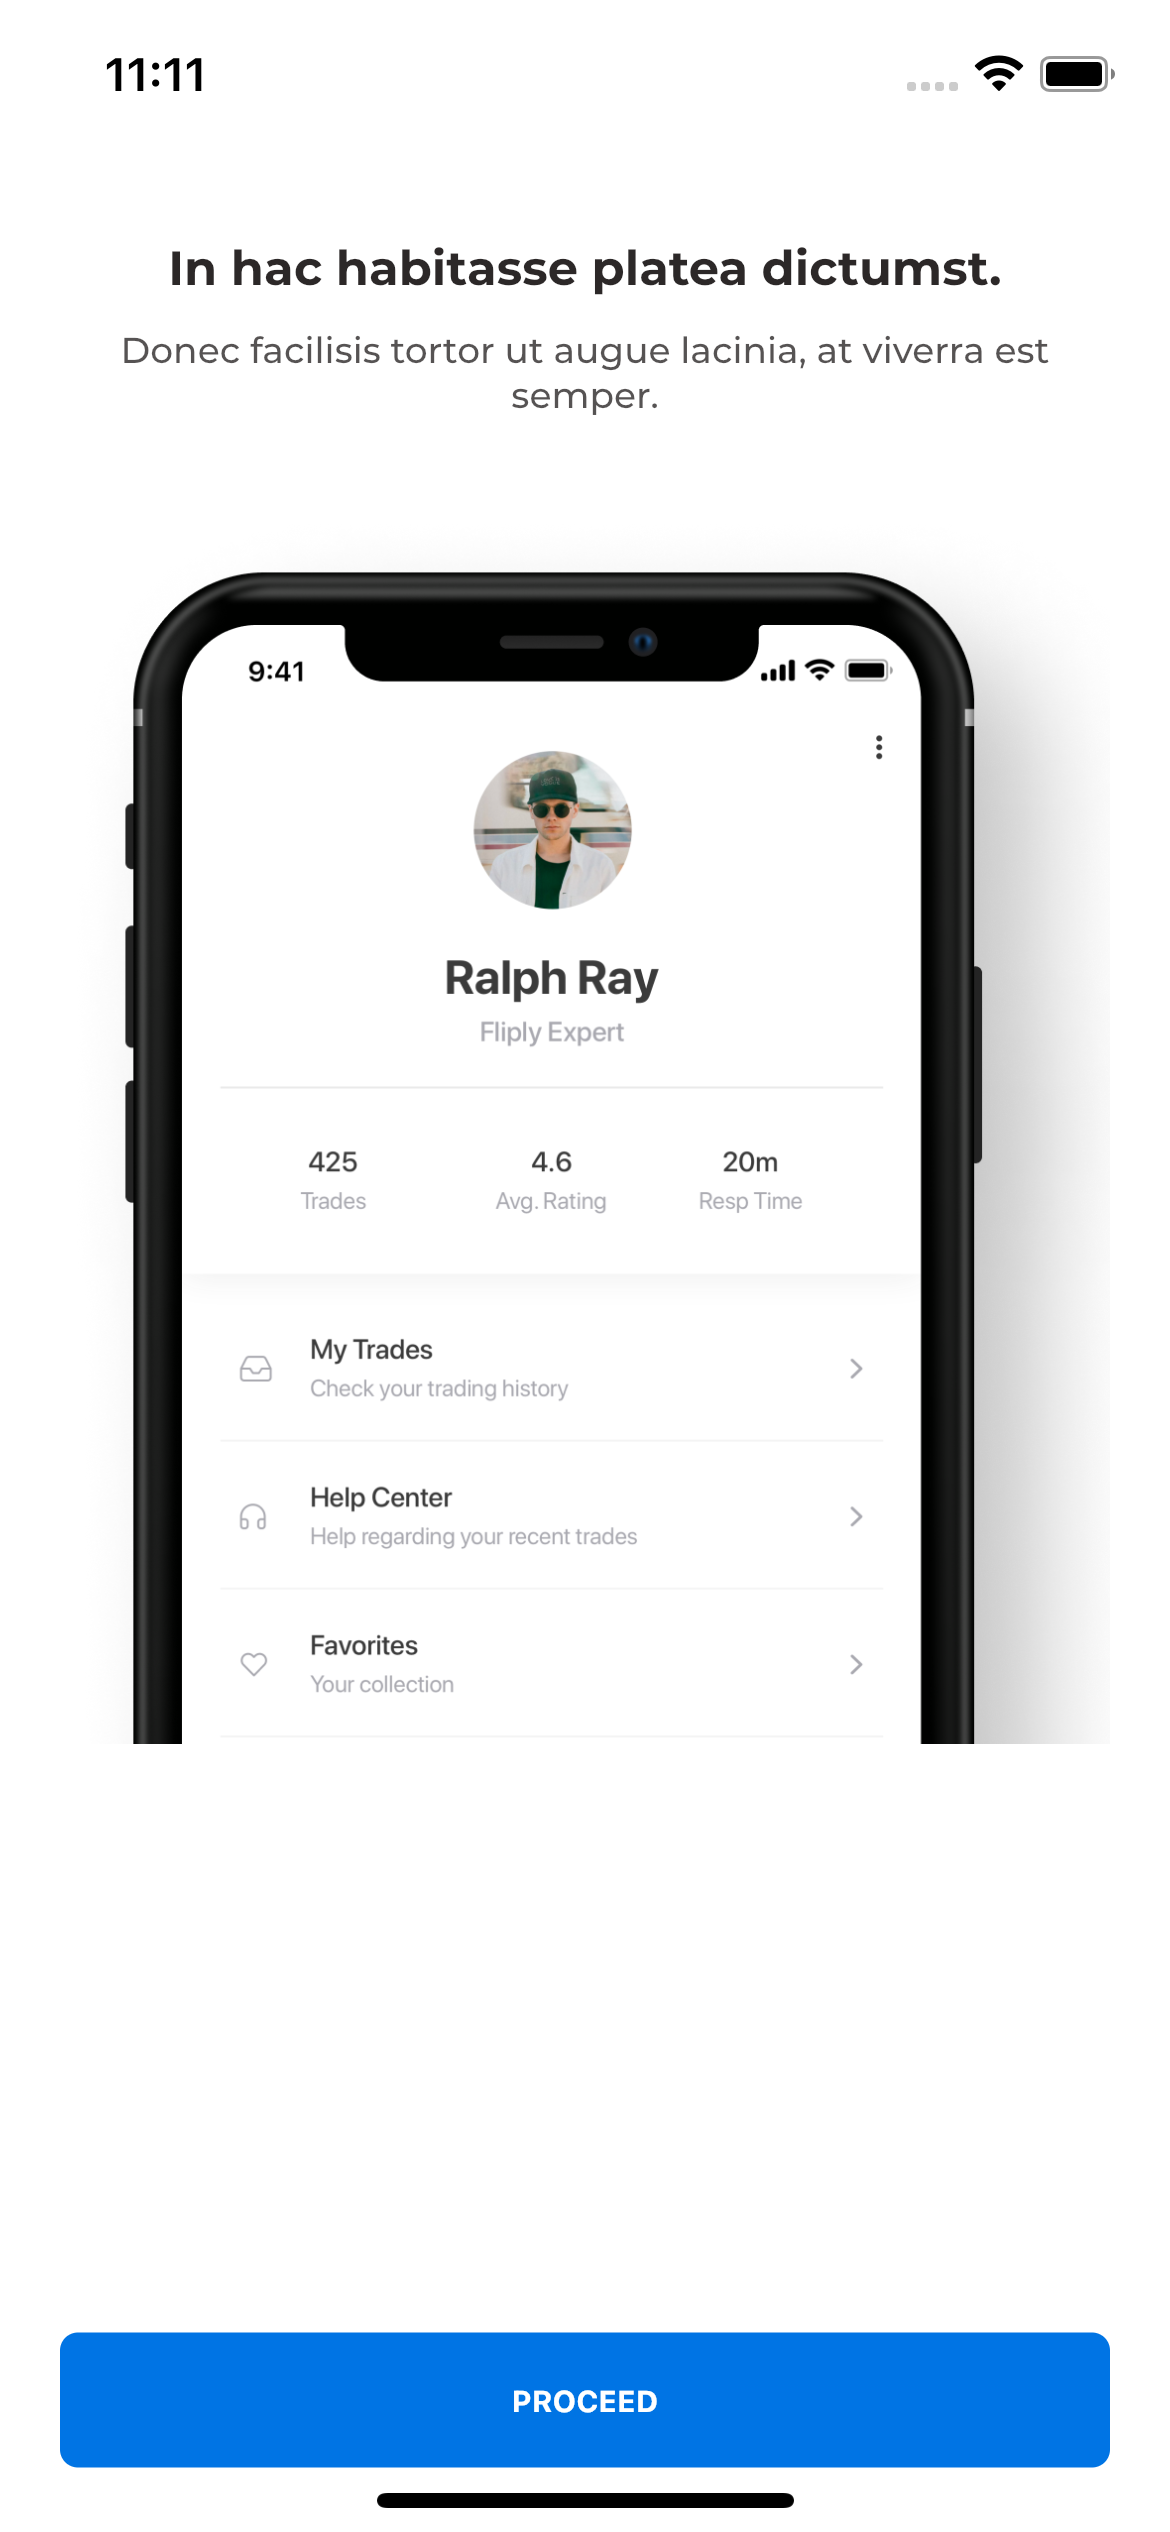 11:11
In hac habitasse platea dictumst.
Donec facilisis tortor ut augue lacinia, at viverra est
semper.
9:41
Ralph Ray
Fliply Expert
425 4.6 20m
Trades Avg. Rating Resp Time
My Trades
Check your trading history
Help Center
Help regarding your recent trades
Favorites
Your collection
PROCEED